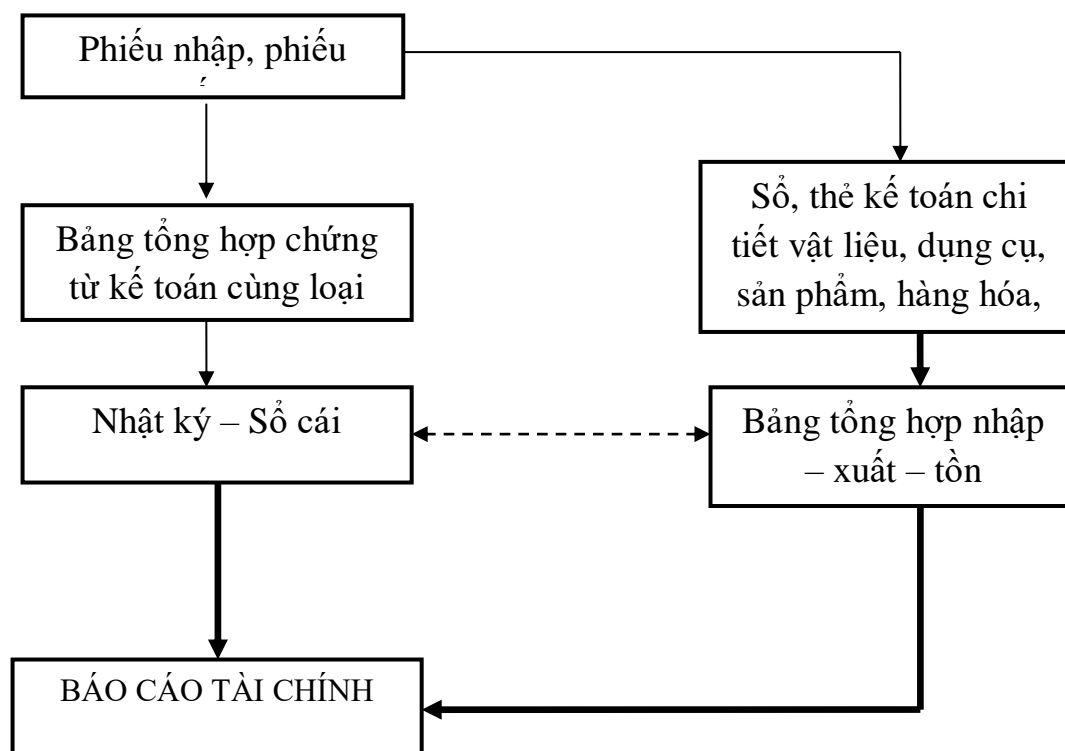 Phiếu nhập, phiếu
Sổ, thẻ kế toán chi
tiết vật liệu, dụng cụ,
sản phẩm, hàng hóa,
Bảng tổng hợp chứng
từ kế toán cùng loại
Nhật ký – Sổ cái
Bảng tổng hợp nhập
– xuất – tồn
BÁO CÁO TÀI CHÍNH